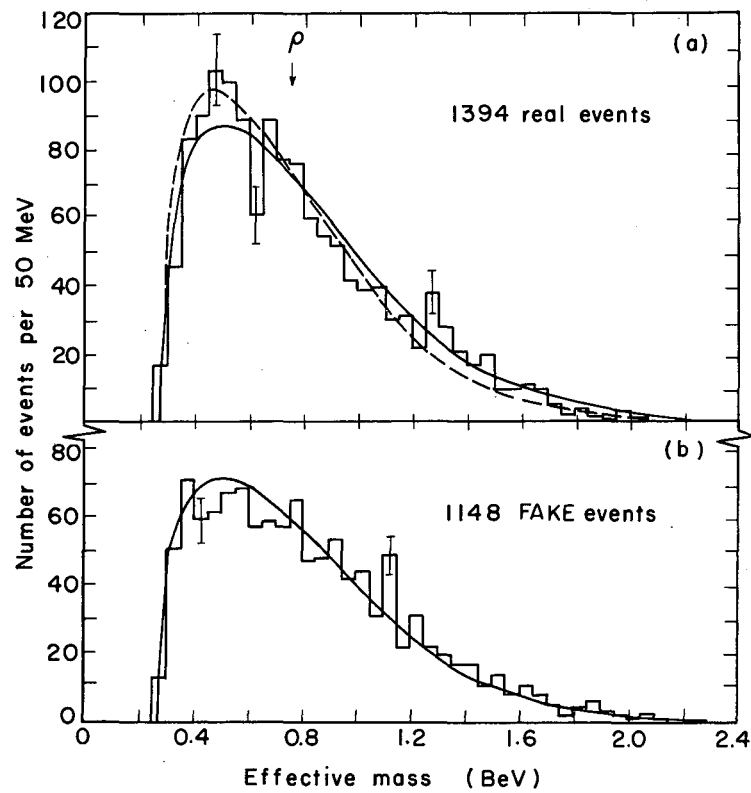 120
100
80
60
40
20
ρ
(a)
1394 real events
Number of events per 50 MeV
80
60
40
20
0
(b)
1148 FAKE events
0
0.4
0.8
1.2
1.6
2.0
2.4
Effective mass (BeV)